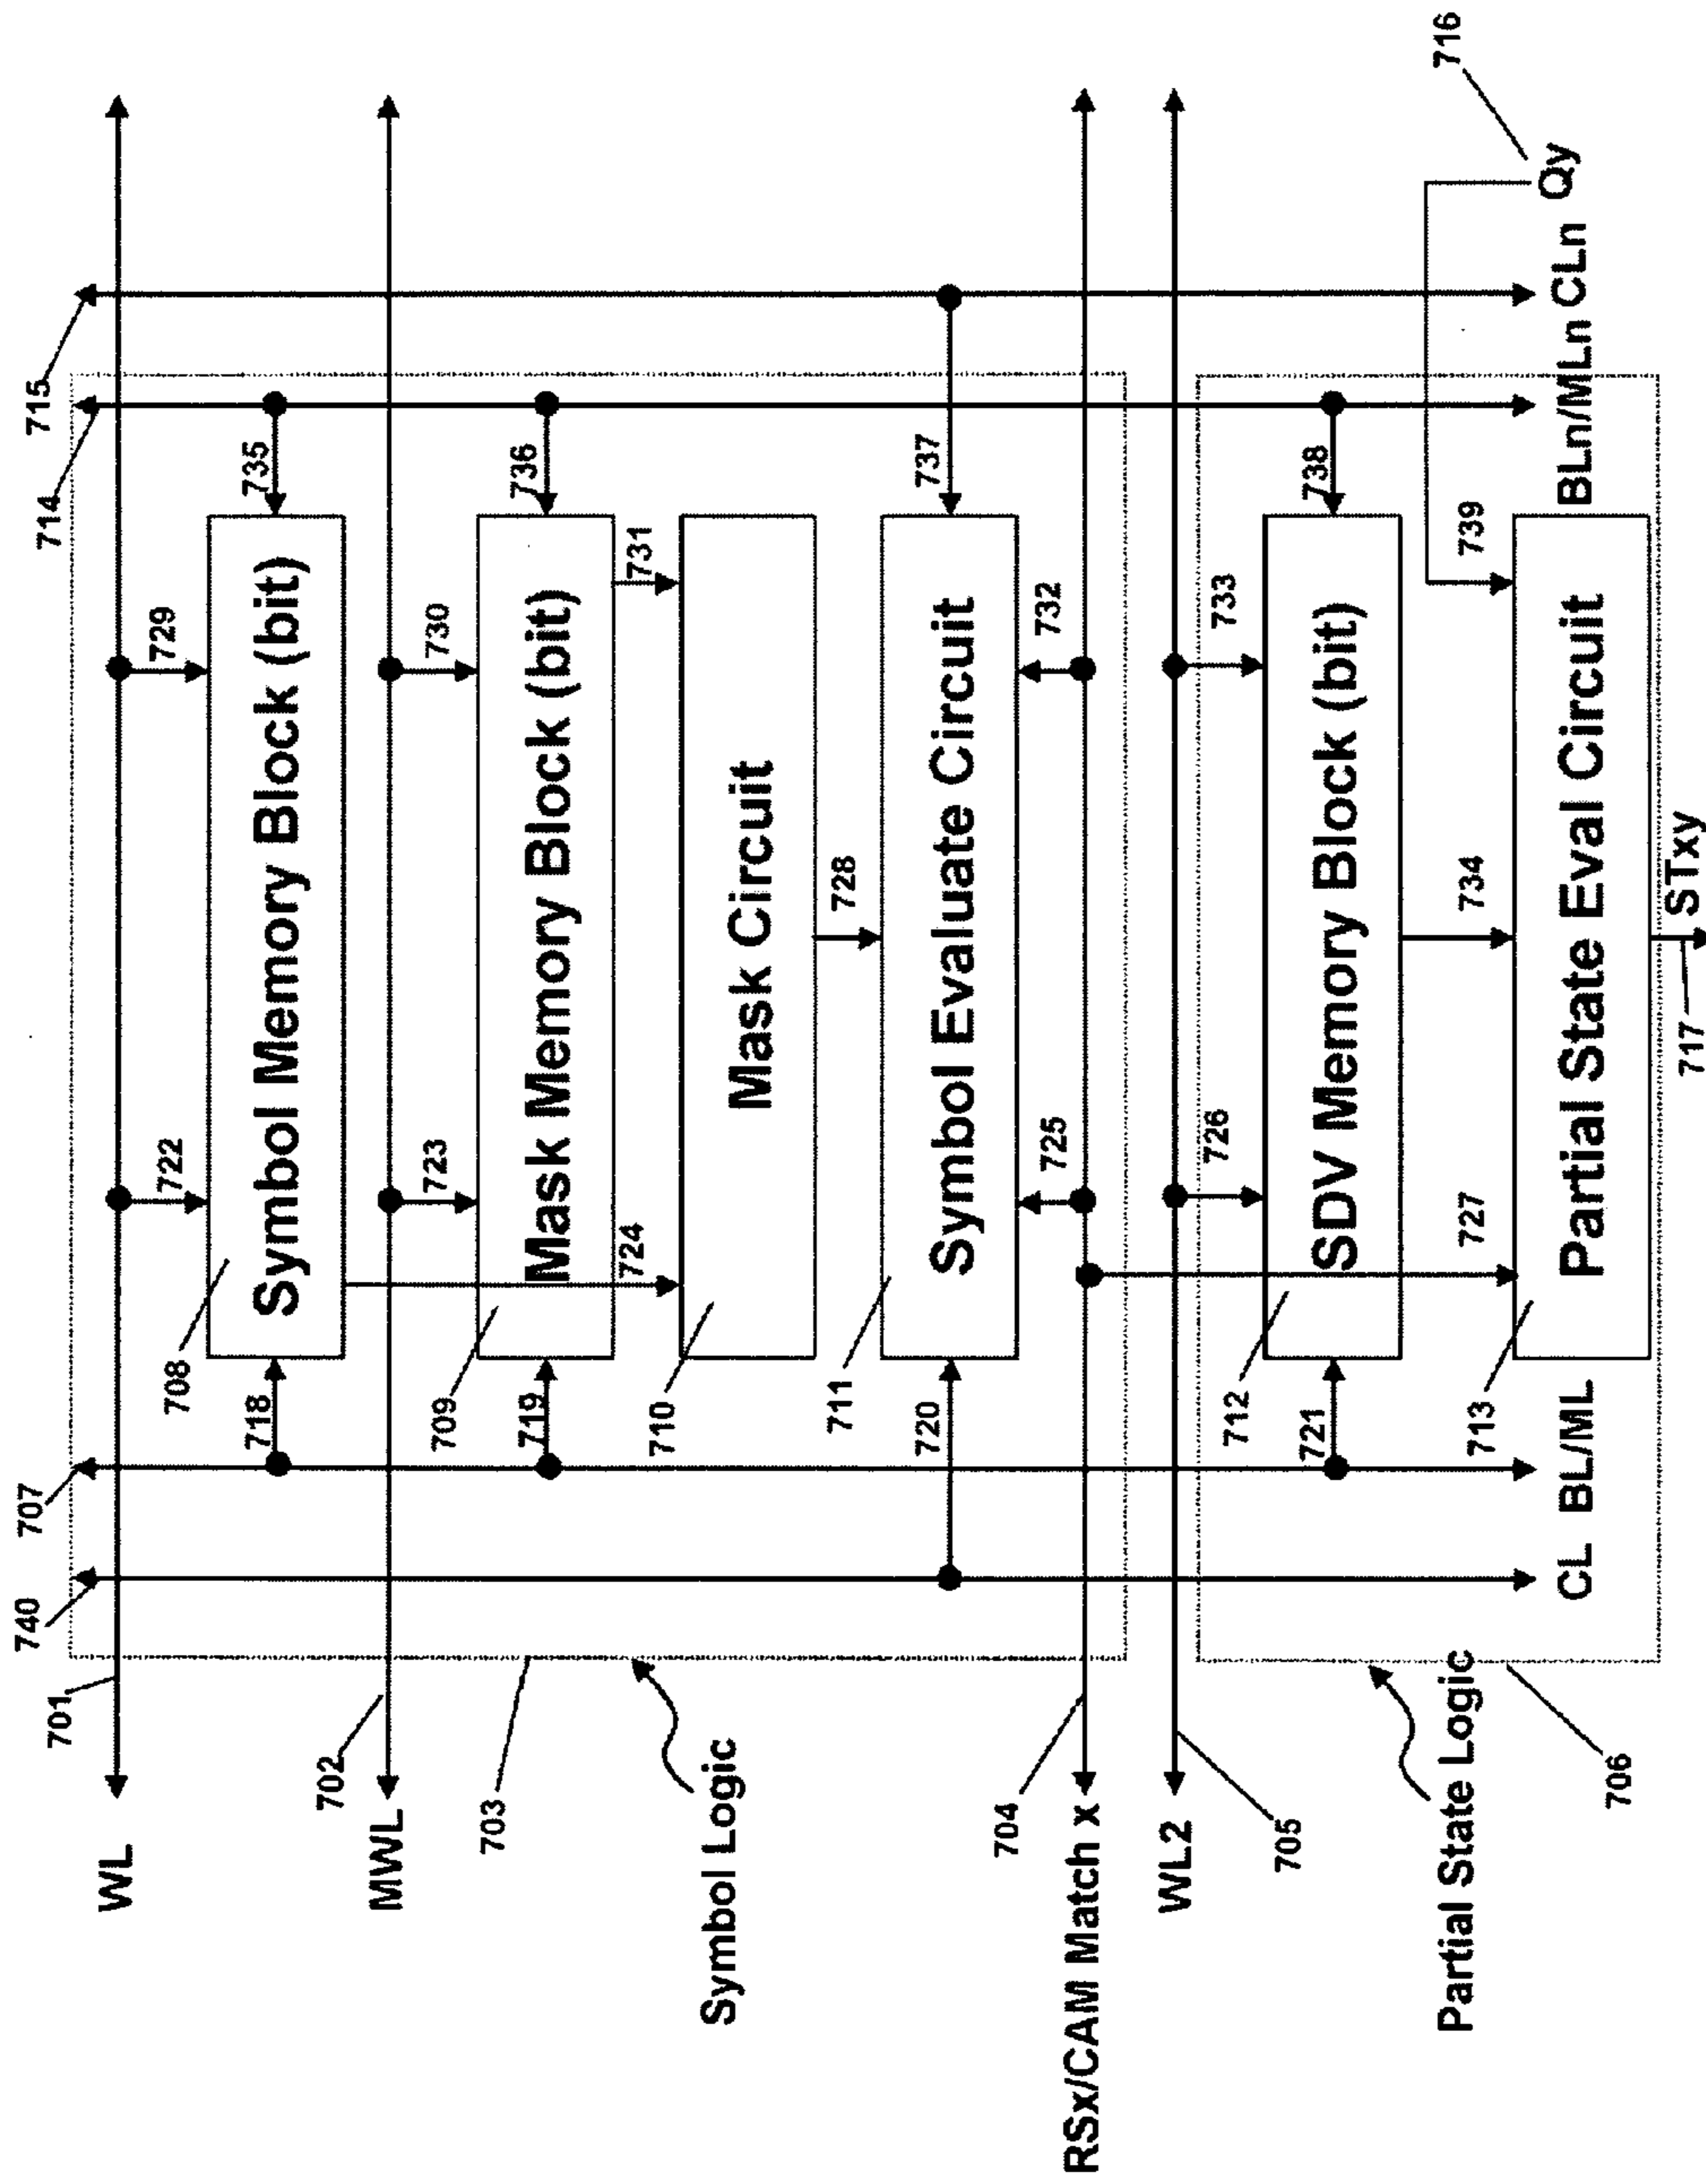 WL
701
740
707
714
715
722
729
718
708
Symbol Memory Block (bit)
735
MWL
702
723
730
719
709
Mask Memory Block (bit)
736
724
731
703
Symbol Logic
710
Mask Circuit
728
720
711
Symbol Evaluate Circuit
737
725
732
RSx/CAM Match x
704
WL2
705
726
733
721
712
SDV Memory Block (bit)
738
Partial State Logic
706
727
734
739
713
Partial State Eval Circuit
716
CL BL/ML
BLn/MLn CLn Qy
717
STxy